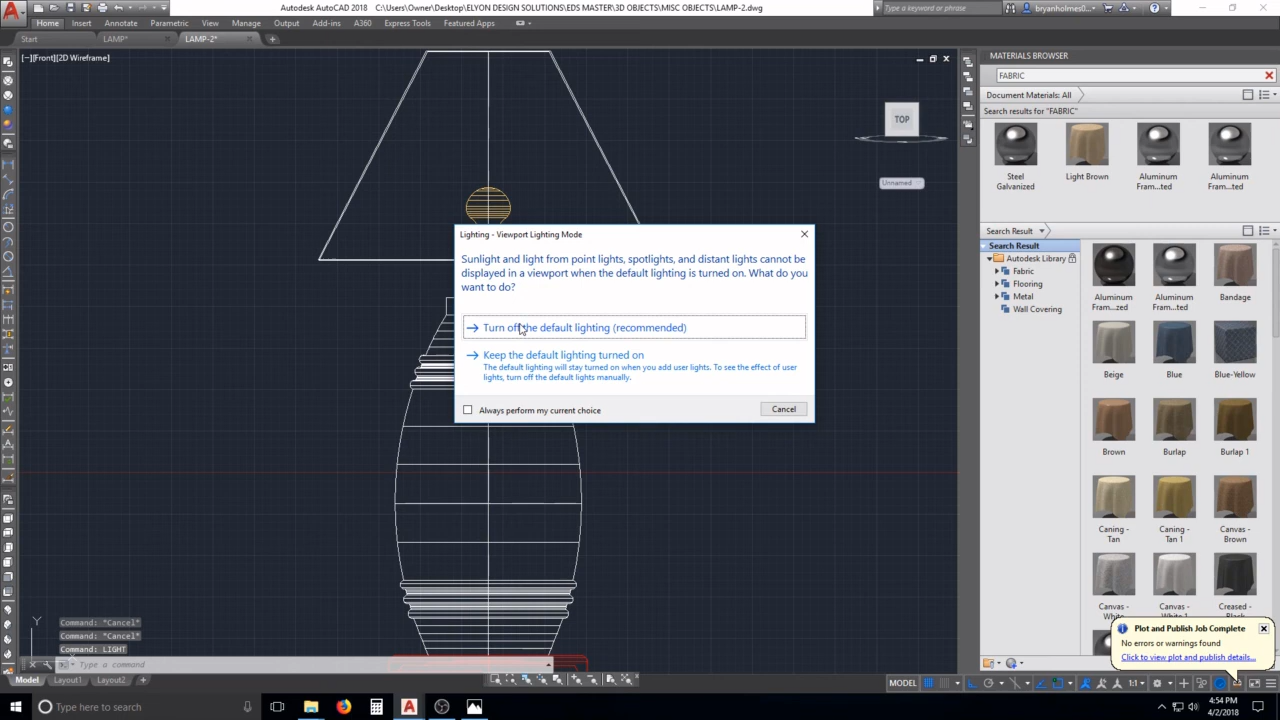 Autodesk AutoCAD 2018 C:\Users\Owner\Desktop\ELYON DESIGN SOLUTIONS\EDS MASTER\3D OBJECTS\MISC OBJECTS\LAMP-2.dwg
Type a keyword or phrase
bryanholmes0...
Home Insert Annotate Parametric View Manage Output Add-ins A360 Express Tools Featured Apps
Start LAMP* LAMP-2*
[−][Front][2D Wireframe]
TOP
Unnamed
MATERIALS BROWSER
FABRIC
Document Materials: All
Search results for "FABRIC"
Steel Galvanized
Light Brown
Aluminum Fram...ted
Aluminum Fram...ted
Search Result
Search Result
Autodesk Library
Fabric
Flooring
Metal
Wall Covering
Aluminum ...zed
Aluminum Fram...ted
Bandage
Beige
Blue
Blue-Yellow
Brown
Burlap
Burlap 1
Caning - Tan
Caning - Tan 1
Canvas - Brown
Canvas - White
Canvas - White 1
Creased - Black
Lighting - Viewport Lighting Mode
Sunlight and light from point lights, spotlights, and distant lights cannot be
displayed in a viewport when the default lighting is turned on. What do you
want to do?
Turn off the default lighting (recommended)
Keep the default lighting turned on
The default lighting will stay turned on when you add user lights. To see the effect of user
lights, turn off the default lights manually.
Always perform my current choice
Cancel
Plot and Publish Job Complete
No errors or warnings found
Click to view plot and publish details...
Y
Command: *Cancel*
Command: *Cancel*
Command: LIGHT
Type a command
Model Layout1 Layout2
MODEL
1:1
Type here to search
4:54 PM
4/2/2018